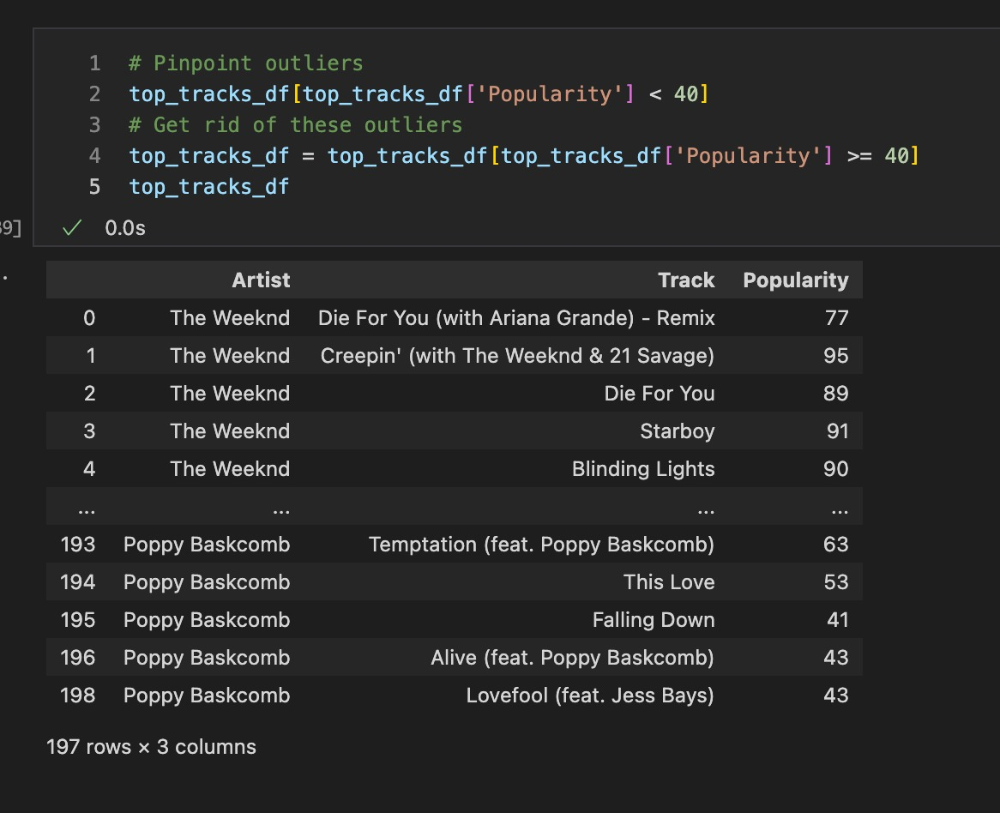 1 # Pinpoint outliers
2 top_tracks_df[top_tracks_df['Popularity'] < 40]
3 # Get rid of these outliers
4 top_tracks_df = top_tracks_df[top_tracks_df['Popularity'] >= 40]
5 top_tracks_df
9] ✓ 0.0s
Artist Track Popularity
0 The Weeknd Die For You (with Ariana Grande) - Remix 77
1 The Weeknd Creepin' (with The Weeknd & 21 Savage) 95
2 The Weeknd Die For You 89
3 The Weeknd Starboy 91
4 The Weeknd Blinding Lights 90
... ... ... ...
193 Poppy Baskcomb Temptation (feat. Poppy Baskcomb) 63
194 Poppy Baskcomb This Love 53
195 Poppy Baskcomb Falling Down 41
196 Poppy Baskcomb Alive (feat. Poppy Baskcomb) 43
198 Poppy Baskcomb Lovefool (feat. Jess Bays) 43
197 rows × 3 columns